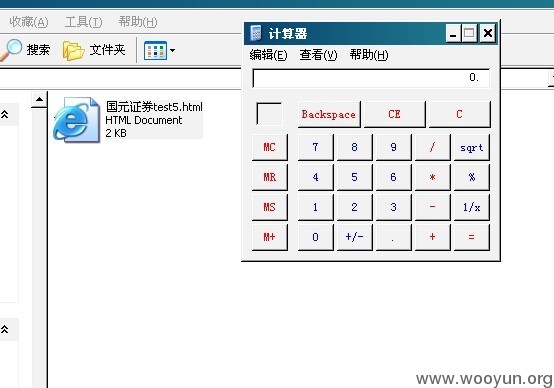 收藏(A) 工具(T) 帮助(H)
搜索 文件夹
国元证券test5.html
HTML Document
2 KB
计算器
编辑(E) 查看(V) 帮助(H)
0.
Backspace CE C
MC 7 8 9 / sqrt
MR 4 5 6 * %
MS 1 2 3 - 1/x
M+ 0 +/- . + =
www.wooyun.org